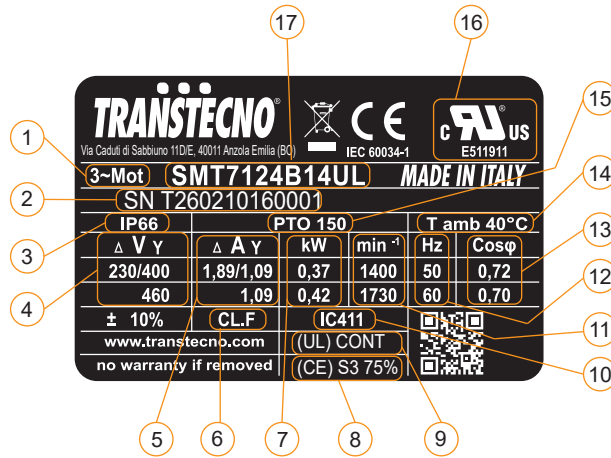 17
16
15
14
13
12
11
10
9
8
7
6
5
4
3
2
1
TRANSTECNO®
CE
c RU® US
Via Caduti di Sabbiuno 11D/E, 40011 Anzola Emilia (BO)
IEC 60034-1
E511911
3~Mot SMT7124B14UL MADE IN ITALY
SN T260210160001
IP66 PTO 150 T amb 40°C
Δ V Y Δ A Y kW min -1 Hz Cosφ
230/400 1,89/1,09 0,37 1400 50 0,72
460 1,09 0,42 1730 60 0,70
± 10% CL.F IC411
www.transtecno.com (UL) CONT
no warranty if removed (CE) S3 75%